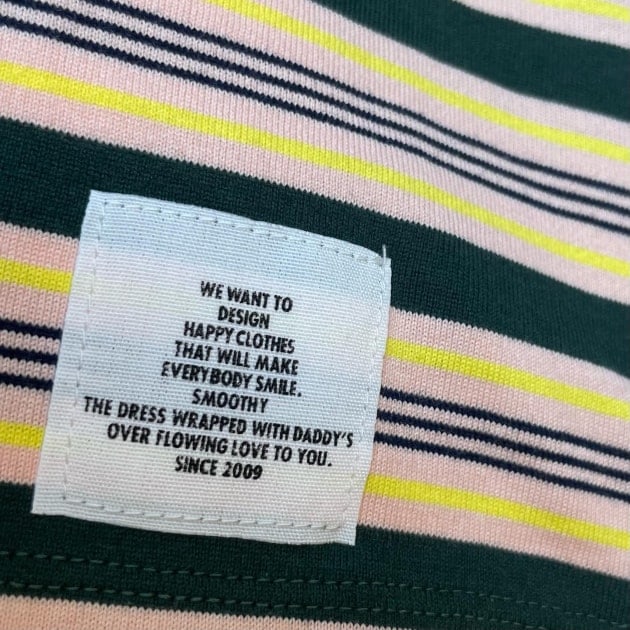 WE WANT TO
DESIGN
HAPPY CLOTHES
THAT WILL MAKE
EVERYBODY SMILE.
SMOOTHY
THE DRESS WRAPPED WITH DADDY'S
OVER FLOWING LOVE TO YOU.
SINCE 2009